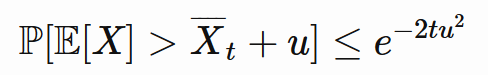 ℙ[𝔼[X] > X̅ₜ + u] ≤ e^{-2tu²}